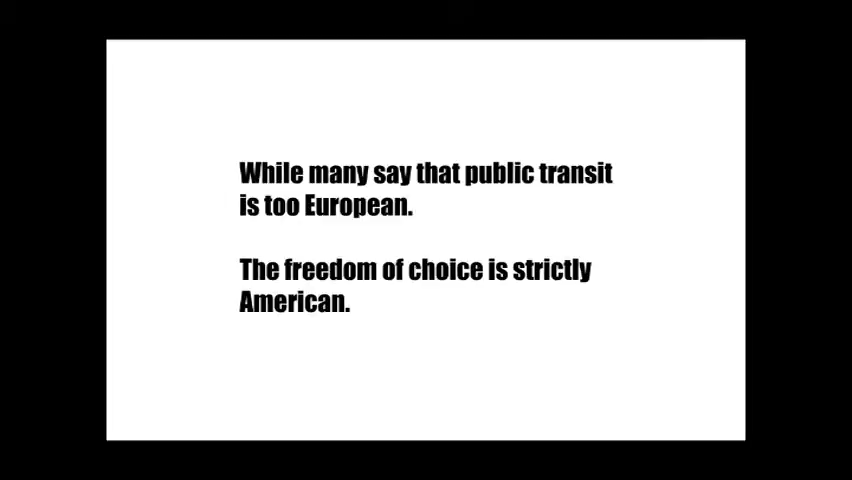 While many say that public transit
is too European.
The freedom of choice is strictly
American.